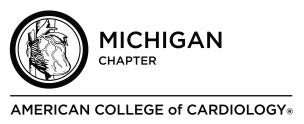 MICHIGAN
CHAPTER
AMERICAN COLLEGE of CARDIOLOGY®